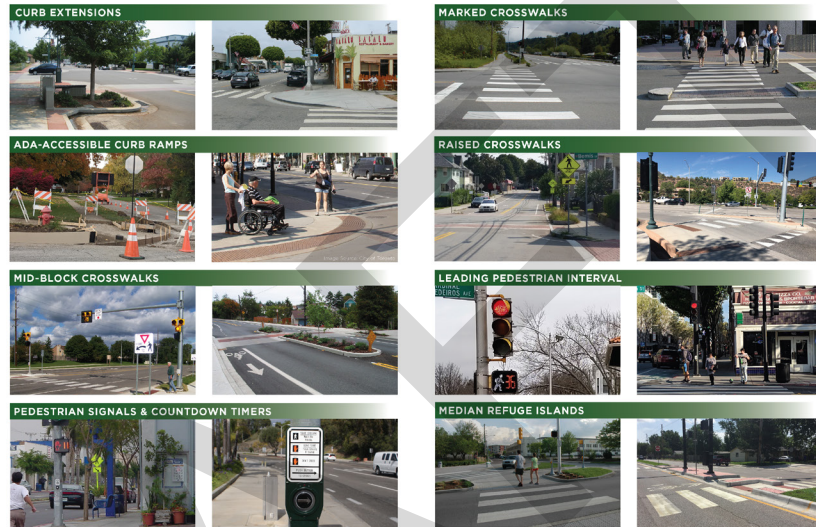 CURB EXTENSIONS
MARKED CROSSWALKS
ADA-ACCESSIBLE CURB RAMPS
RAISED CROSSWALKS
MID-BLOCK CROSSWALKS
LEADING PEDESTRIAN INTERVAL
36
PEDESTRIAN SIGNALS & COUNTDOWN TIMERS
MEDIAN REFUGE ISLANDS